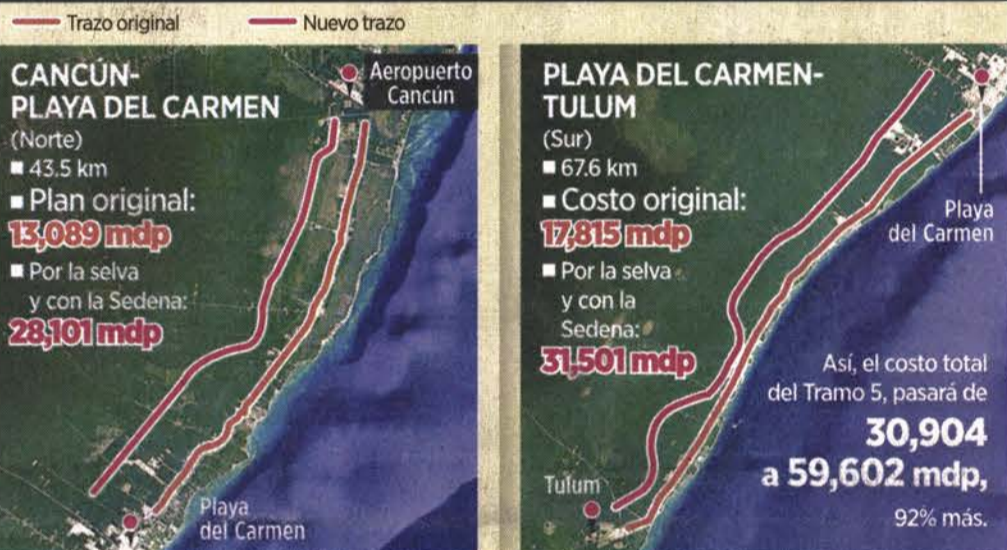 Trazo original
Nuevo trazo
CANCÚN-
PLAYA DEL CARMEN
(Norte)
■ 43.5 km
■ Plan original:
13,089 mdp
■ Por la selva
y con la Sedena:
28,101 mdp
Aeropuerto
Cancún
Playa
del Carmen
PLAYA DEL CARMEN-
TULUM
(Sur)
■ 67.6 km
■ Costo original:
17,815 mdp
■ Por la selva
y con la
Sedena:
31,501 mdp
Playa
del Carmen
Tulum
Así, el costo total
del Tramo 5, pasará de
30,904
a 59,602 mdp,
92% más.